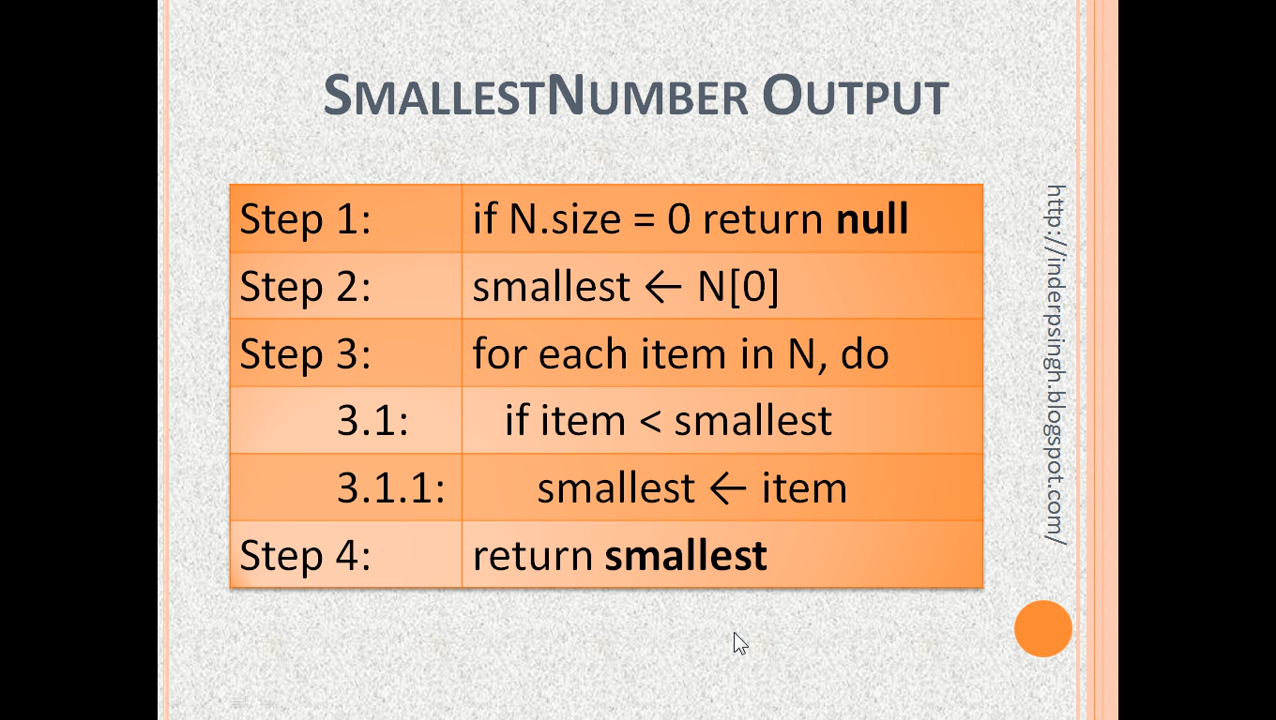 SMALLESTNUMBER OUTPUT
Step 1: if N.size = 0 return null
Step 2: smallest ← N[0]
Step 3: for each item in N, do
3.1: if item < smallest
3.1.1: smallest ← item
Step 4: return smallest
http://inderpsingh.blogspot.com/